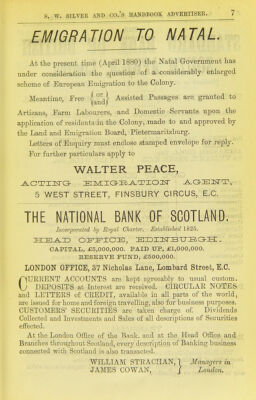 S. W. SILVER AND CO.'S HANDBOOK ADVERTISER. 7
EMIGRATION TO NATAL.
At the present time (April 1880) the Natal Government has
under consideration the question of a considerably enlarged
scheme of European Emigration to the Colony.
Meantime, Free { or / and } Assisted Passages are granted to
Artizans, Farm Labourers, and Domestic Servants upon the
application of residents in the Colony, made to and approved by
the Land and Emigration Board, Pietermaritzburg.
Letters of Enquiry must enclose stamped envelope for reply.
For further particulars apply to
WALTER PEACE,
ACTING EMIGRATION AGENT,
5 WEST STREET, FINSBURY CIRCUS, E.C.
THE NATIONAL BANK OF SCOTLAND.
Incorporated by Royal Charter. Established 1825.
HEAD OFFICE, EDINBURGH.
CAPITAL, £5,000,000. PAID UP, £1,000,000.
RESERVE FUND, £500,000.
LONDON OFFICE, 37 Nicholas Lane, Lombard Street, E.C.
CURRENT ACCOUNTS are kept agreeably to usual custom.
DEPOSITS at Interest are received. CIRCULAR NOTES
and LETTERS of CREDIT, available in all parts of the world,
are issued for home and foreign travelling, also for business purposes.
CUSTOMERS' SECURITIES are taken charge of. Dividends
Collected and Investments and Sales of all descriptions of Securities
effected.
At the London Office of the Bank, and at the Head Office and
Branches throughout Scotland, every description of Banking business
connected with Scotland is also transacted.
WILLIAM STRACHAN, } Managers in
JAMES COWAN, } London.